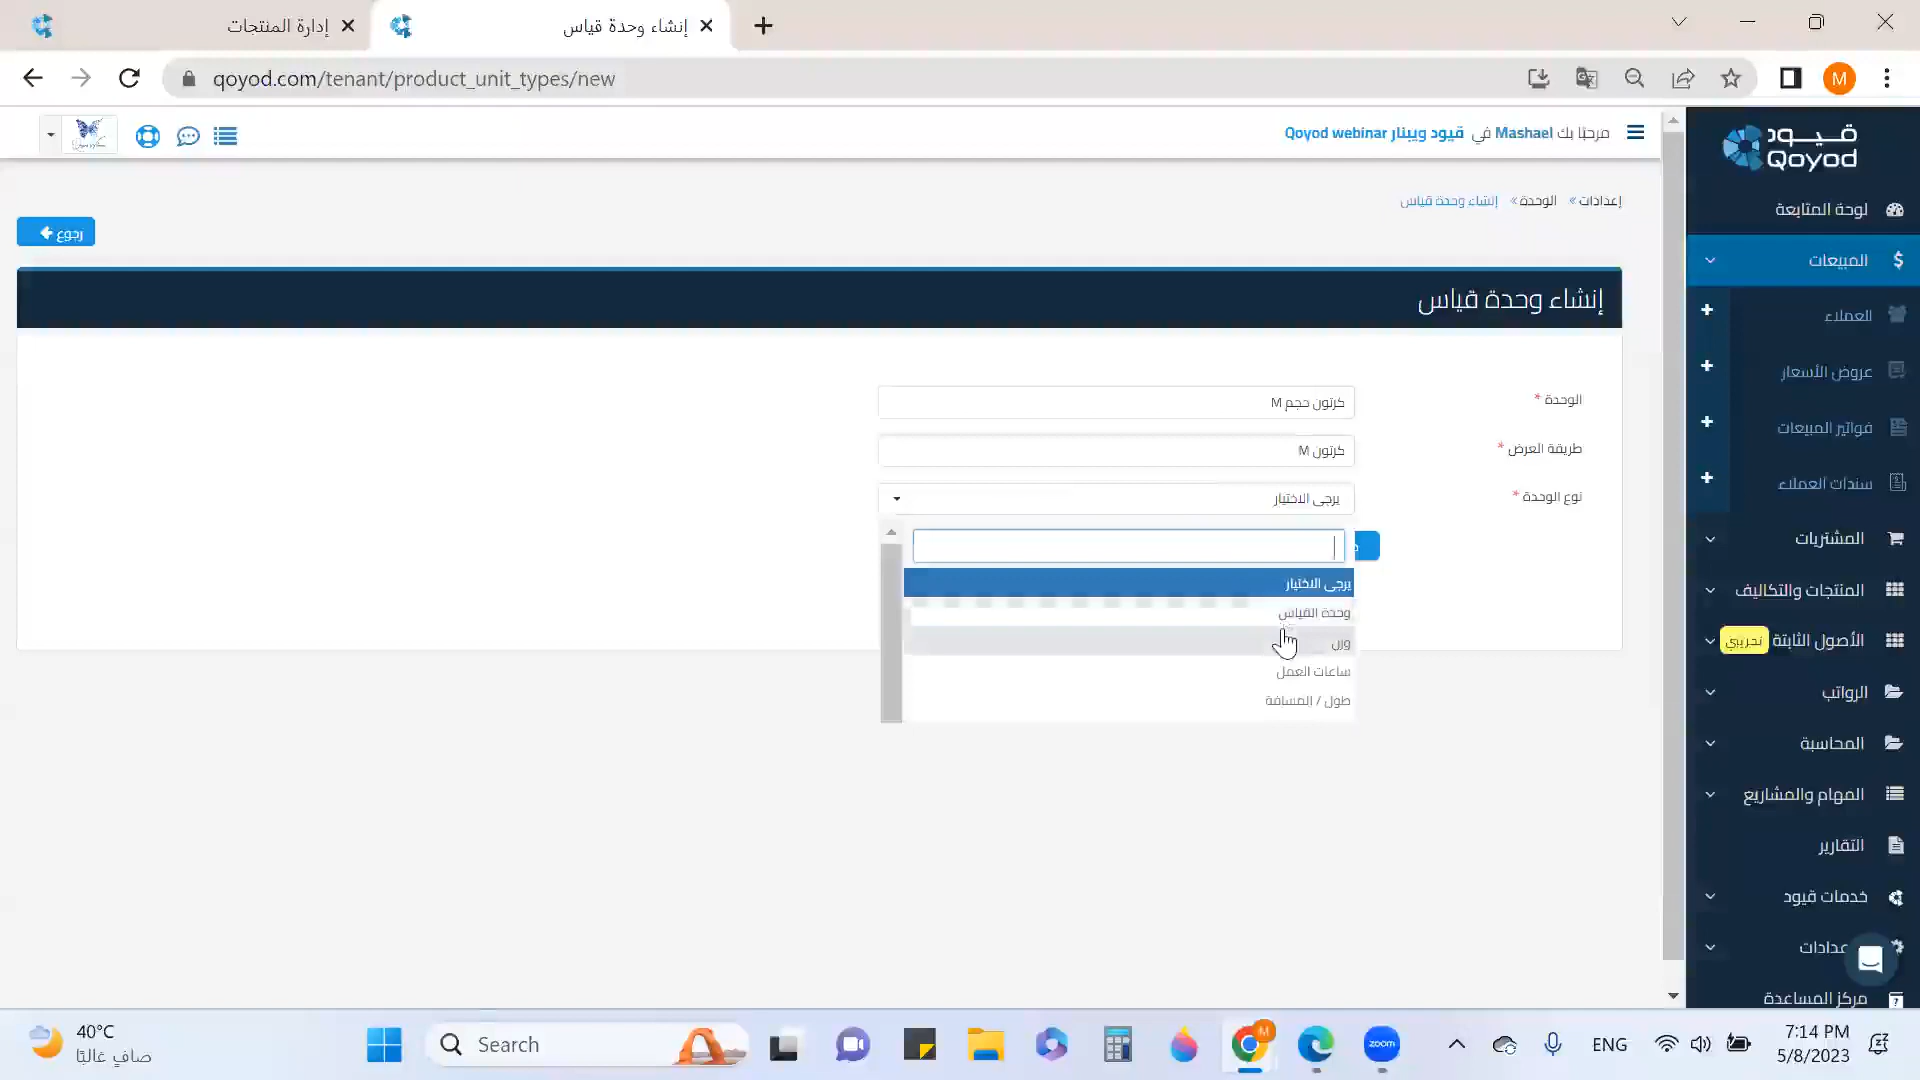 إدارة المنتجات
إنشاء وحدة قياس
qoyod.com/tenant/product_unit_types/new
M
مرحبًا بك Mashael في قيود ويبنار Qoyod webinar
قيود
Qoyod
إعدادات » الوحدة » إنشاء وحدة قياس
رجوع
إنشاء وحدة قياس
الوحدة *
كرتون حجم M
طريقة العرض *
كرتون M
نوع الوحدة *
يرجى الاختيار
يرجى الاختيار
وحدة القياس
وزن
ساعات العمل
طول / المسافة
لوحة المتابعة
المبيعات
العملاء
عروض الأسعار
فواتير المبيعات
سندات العملاء
المشتريات
المنتجات والتكاليف
الأصول الثابتة تجريبي
الرواتب
المحاسبة
المهام والمشاريع
التقارير
خدمات قيود
عدادات
مركز المساعدة
40°C
صافٍ غالبًا
Search
M
zoom
ENG
7:14 PM
5/8/2023